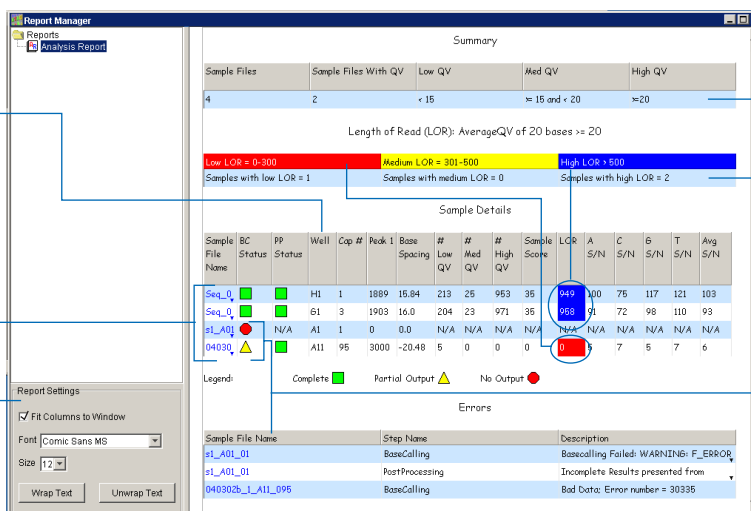 Report Manager
Reports
Analysis Report
Summary
Sample Files Sample Files With QV Low QV Med QV High QV
4 2 < 15 >= 15 and < 20 >=20
Length of Read (LOR): AverageQV of 20 bases >= 20
Low LOR = 0-300 Medium LOR = 301-500 High LOR > 500
Samples with low LOR = 1 Samples with medium LOR = 0 Samples with high LOR = 2
Sample Details
Sample File Name BC Status PP Status Well Cap # Peak 1 Base Spacing # Low QV # Med QV # High QV Sample Score LOR A S/N C S/N G S/N T S/N Avg S/N
Seq_0 H1 1 1889 15.84 213 25 953 35 949 100 75 117 121 103
Seq_0 G1 3 1903 16.0 204 23 971 35 958 91 72 98 110 93
s1_A01 N/A A1 1 0 0.0 N/A N/A N/A N/A N/A N/A N/A N/A N/A N/A
04030 A11 95 3000 -20.48 5 0 0 0 0 5 7 5 7 6
Legend: Complete Partial Output No Output
Errors
Sample File Name Step Name Description
s1_A01_01 BaseCalling Basecalling Failed: WARNING: F_ERROR
s1_A01_01 PostProcessing Incomplete Results presented from
040302b_1_A11_095 BaseCalling Bad Data; Error number = 30335
Report Settings
Fit Columns to Window
Font Comic Sans MS
Size 12
Wrap Text Unwrap Text